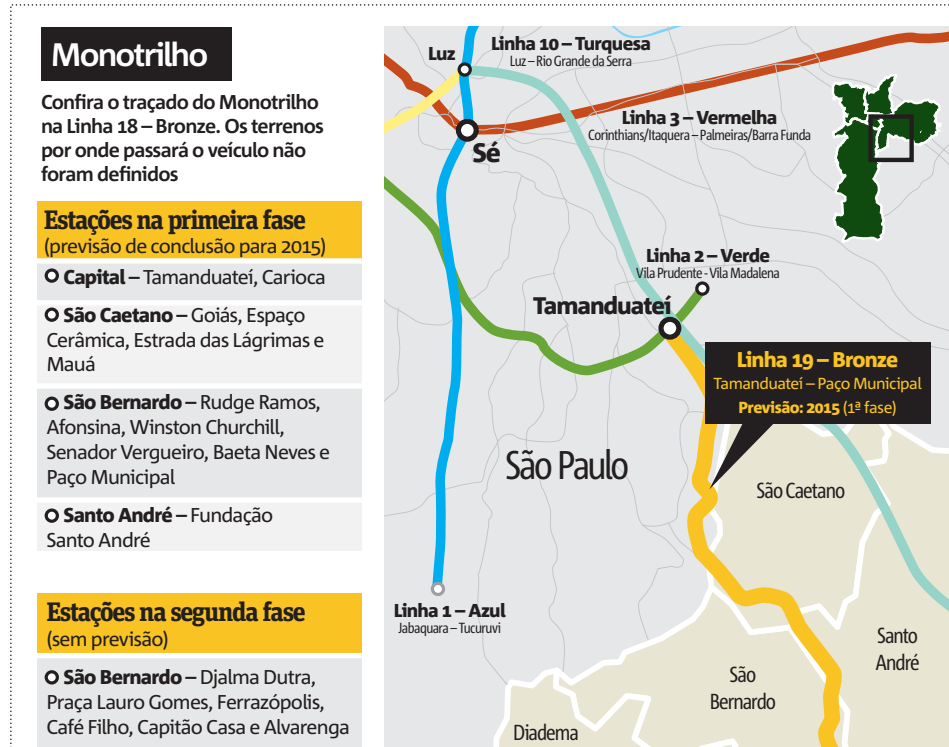 Monotrilho
Confira o traçado do Monotrilho
na Linha 18 – Bronze. Os terrenos
por onde passará o veículo não
foram definidos
Estações na primeira fase
(previsão de conclusão para 2015)
Capital – Tamanduateí, Carioca
São Caetano – Goiás, Espaço
Cerâmica, Estrada das Lágrimas e
Mauá
São Bernardo – Rudge Ramos,
Afonsina, Winston Churchill,
Senador Vergueiro, Baeta Neves e
Paço Municipal
Santo André – Fundação
Santo André
Estações na segunda fase
(sem previsão)
São Bernardo – Djalma Dutra,
Praça Lauro Gomes, Ferrazópolis,
Café Filho, Capitão Casa e Alvarenga
Luz
Linha 10 – Turquesa
Luz – Rio Grande da Serra
Linha 3 – Vermelha
Corinthians/Itaquera – Palmeiras/Barra Funda
Sé
Linha 2 – Verde
Vila Prudente - Vila Madalena
Tamanduateí
Linha 19 – Bronze
Tamanduateí – Paço Municipal
Previsão: 2015 (1ª fase)
São Paulo
São Caetano
Linha 1 – Azul
Jabaquara – Tucuruvi
Santo
André
São
Bernardo
Diadema